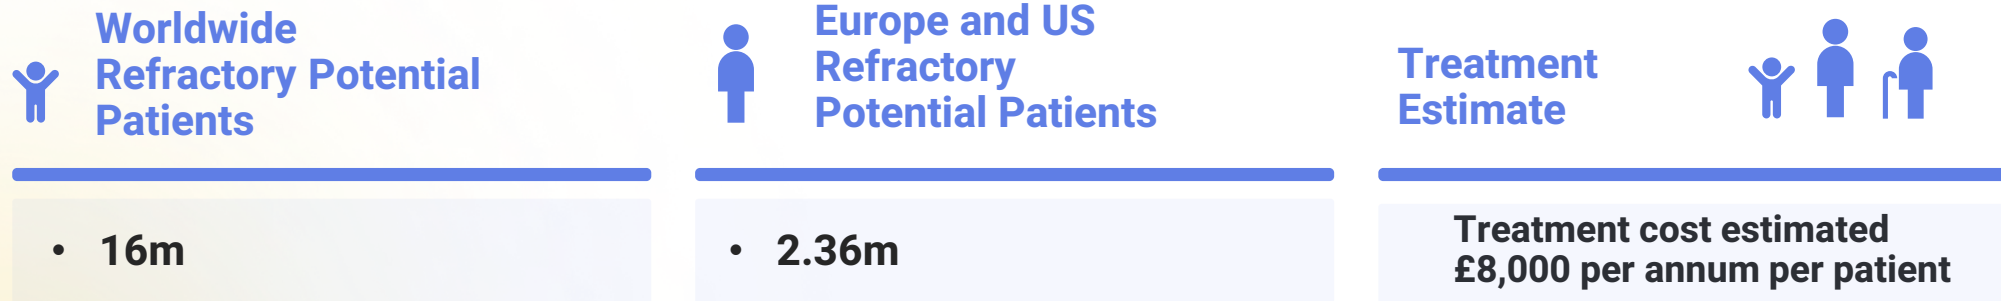 Worldwide
Refractory Potential
Patients
• 16m
Europe and US
Refractory
Potential Patients
• 2.36m
Treatment
Estimate
Treatment cost estimated
£8,000 per annum per patient